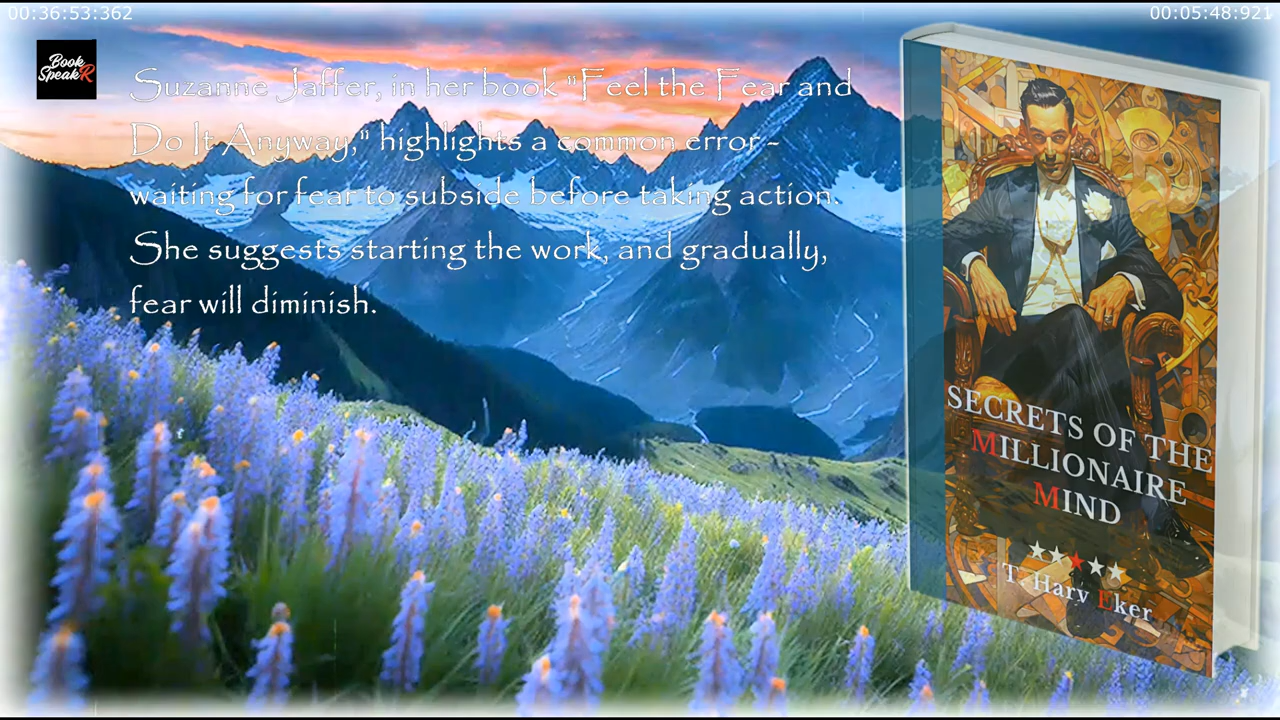 00:36:53:362
00:05:48:921
Book
SpeakR
Suzanne Jaffer, in her book "Feel the Fear and
Do It Anyway," highlights a common error -
waiting for fear to subside before taking action.
She suggests starting the work, and gradually,
fear will diminish.
SECRETS OF THE
MILLIONAIRE
MIND
T. Harv Eker